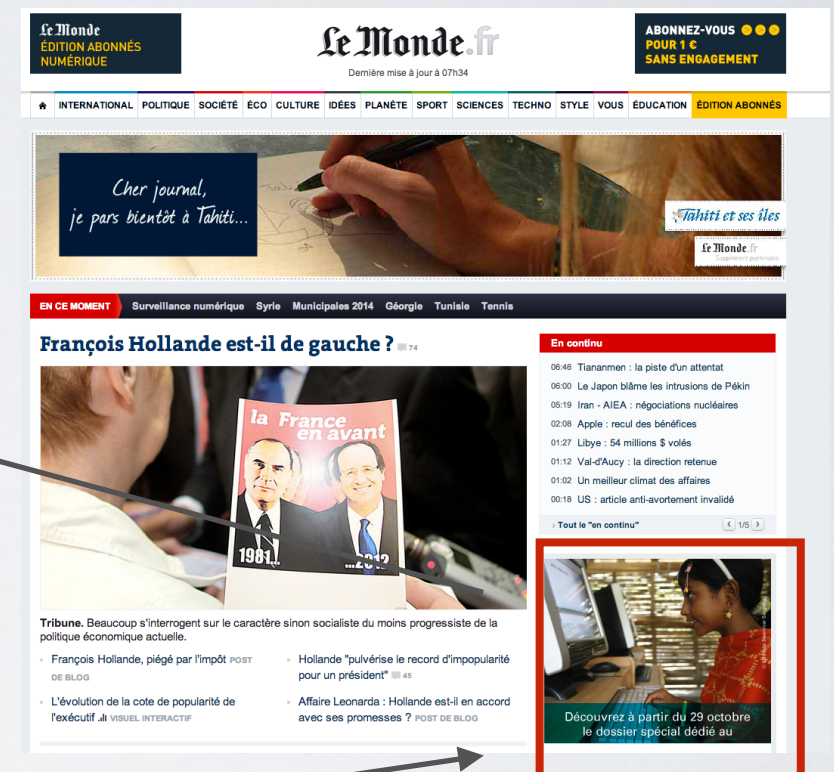 Le Monde
ÉDITION ABONNÉS
NUMÉRIQUE
Le Monde.fr
Dernière mise à jour à 07h34
ABONNEZ-VOUS
POUR 1 €
SANS ENGAGEMENT
INTERNATIONAL POLITIQUE SOCIÉTÉ ÉCO CULTURE IDÉES PLANÈTE SPORT SCIENCES TECHNO STYLE VOUS ÉDUCATION ÉDITION ABONNÉS
Cher journal,
je pars bientôt à Tahiti...
Tahiti et ses îles
Le Monde.fr
Supplément partenaire
EN CE MOMENT Surveillance numérique Syrie Municipales 2014 Géorgie Tunisie Tennis
François Hollande est-il de gauche ? 74
la France
en avant
1981...
...2012
Tribune. Beaucoup s'interrogent sur le caractère sinon socialiste du moins progressiste de la
politique économique actuelle.
François Hollande, piégé par l'impôt POST
DE BLOG
L'évolution de la cote de popularité de
l'exécutif VISUEL INTERACTIF
Hollande "pulvérise le record d'impopularité
pour un président" 45
Affaire Leonarda : Hollande est-il en accord
avec ses promesses ? POST DE BLOG
En continu
06:46 Tiananmen : la piste d'un attentat
06:00 Le Japon blâme les intrusions de Pékin
05:19 Iran - AIEA : négociations nucléaires
02:08 Apple : recul des bénéfices
01:27 Libye : 54 millions $ volés
01:12 Val-d'Aucy : la direction retenue
01:02 Un meilleur climat des affaires
00:18 US : article anti-avortement invalidé
› Tout le "en continu" 1/5
Découvrez à partir du 29 octobre
le dossier spécial dédié au